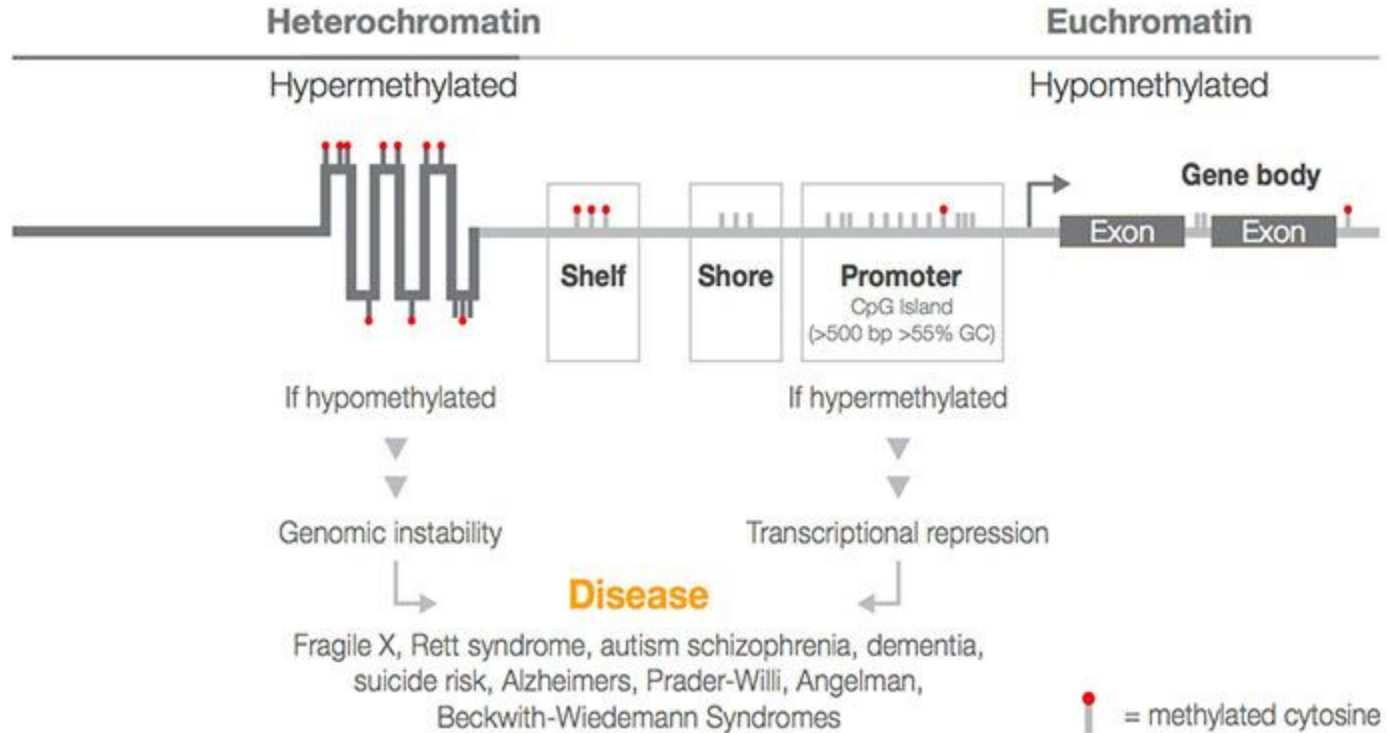 Heterochromatin
Euchromatin
Hypermethylated
Hypomethylated
Gene body
Exon
Exon
Shelf
Shore
Promoter
CpG Island
(>500 bp >55% GC)
If hypomethylated
If hypermethylated
Genomic instability
Transcriptional repression
Disease
Fragile X, Rett syndrome, autism schizophrenia, dementia,
suicide risk, Alzheimers, Prader-Willi, Angelman,
Beckwith-Wiedemann Syndromes
= methylated cytosine